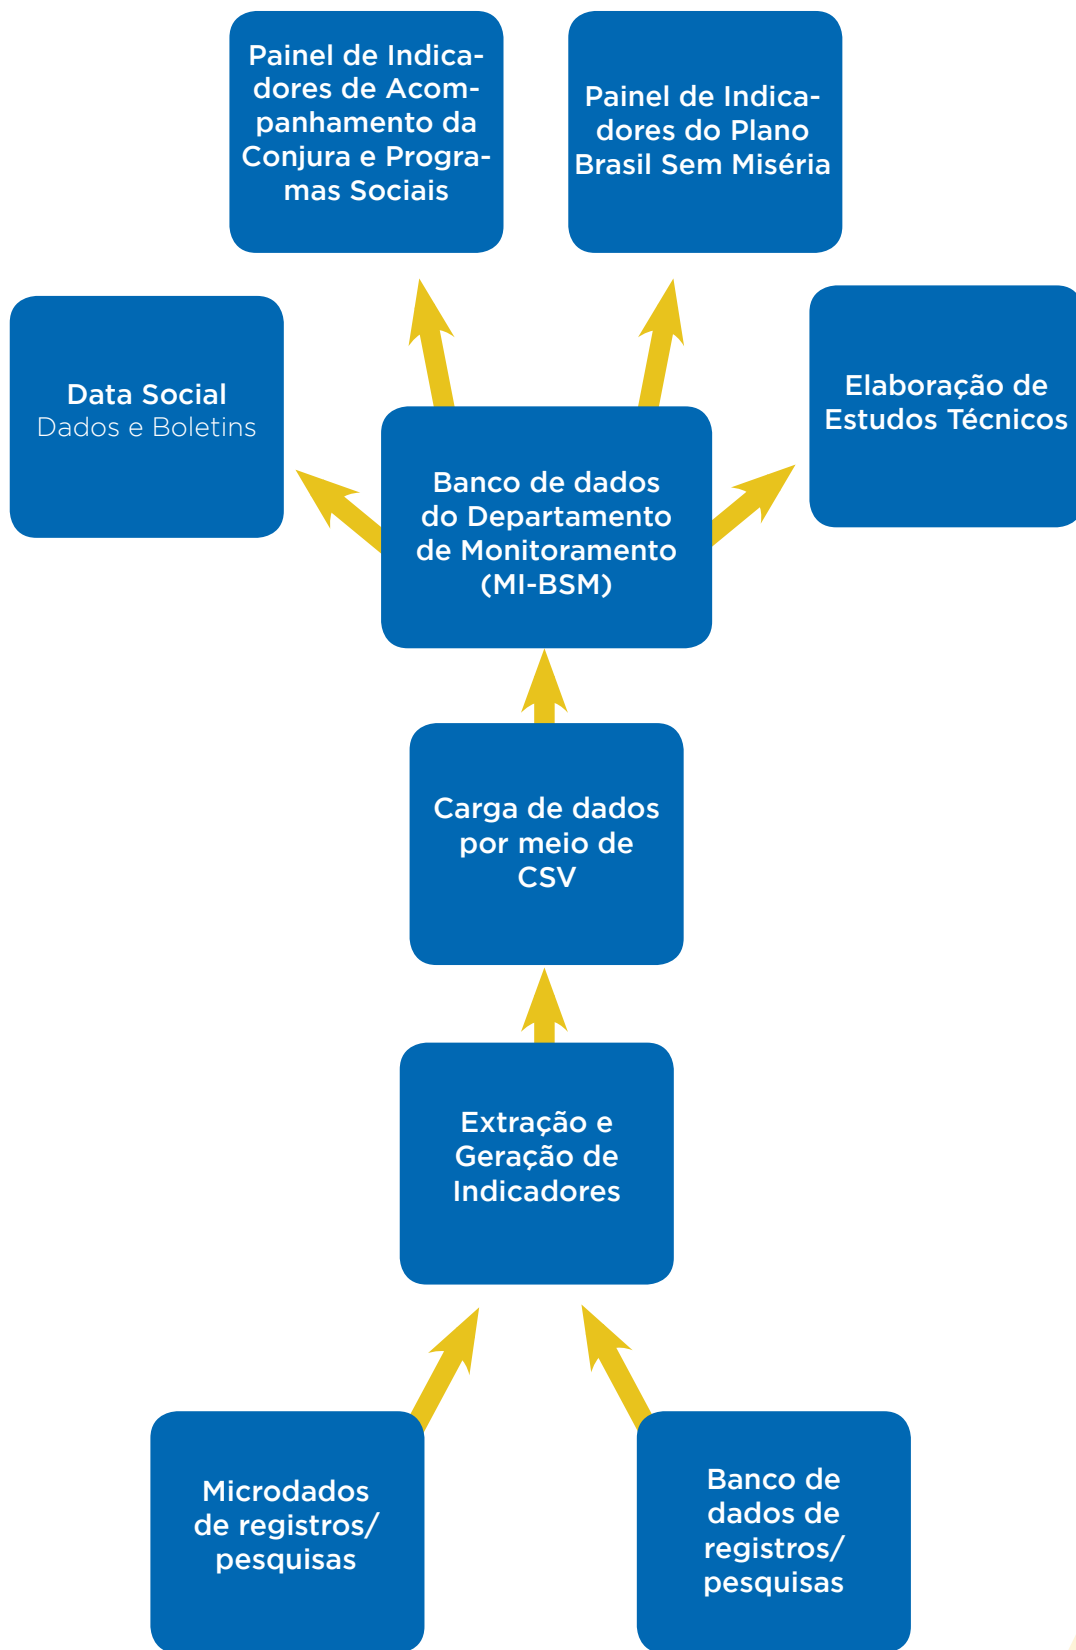 Painel de Indica-
dores de Acom-
panhamento da
Conjura e Progra-
mas Sociais
Painel de Indica-
dores do Plano
Brasil Sem Miséria
Data Social
Dados e Boletins
Elaboração de
Estudos Técnicos
Banco de dados
do Departamento
de Monitoramento
(MI-BSM)
Carga de dados
por meio de
CSV
Extração e
Geração de
Indicadores
Microdados
de registros/
pesquisas
Banco de
dados de
registros/
pesquisas